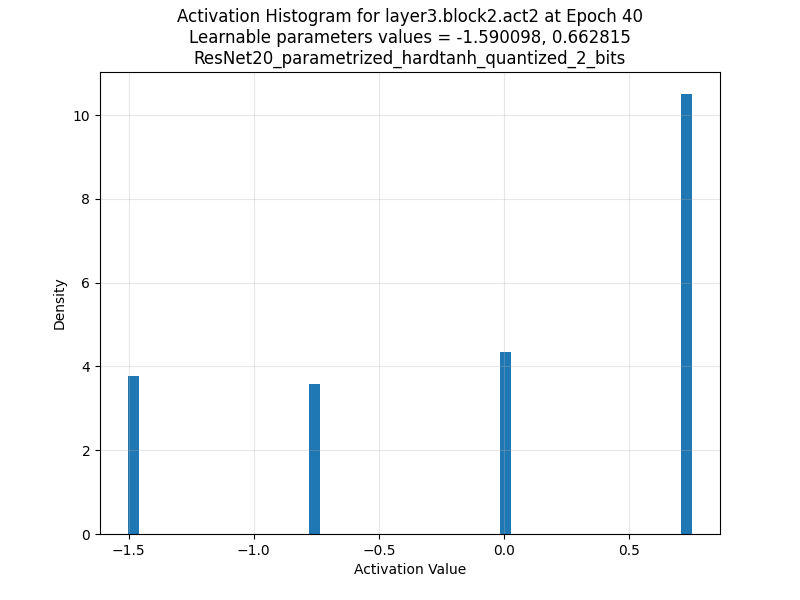 Activation Histogram for layer3.block2.act2 at Epoch 40
Learnable parameters values = -1.590098, 0.662815
ResNet20_parametrized_hardtanh_quantized_2_bits
10
8
6
4
2
0
Density
−1.5 −1.0 −0.5 0.0 0.5
Activation Value